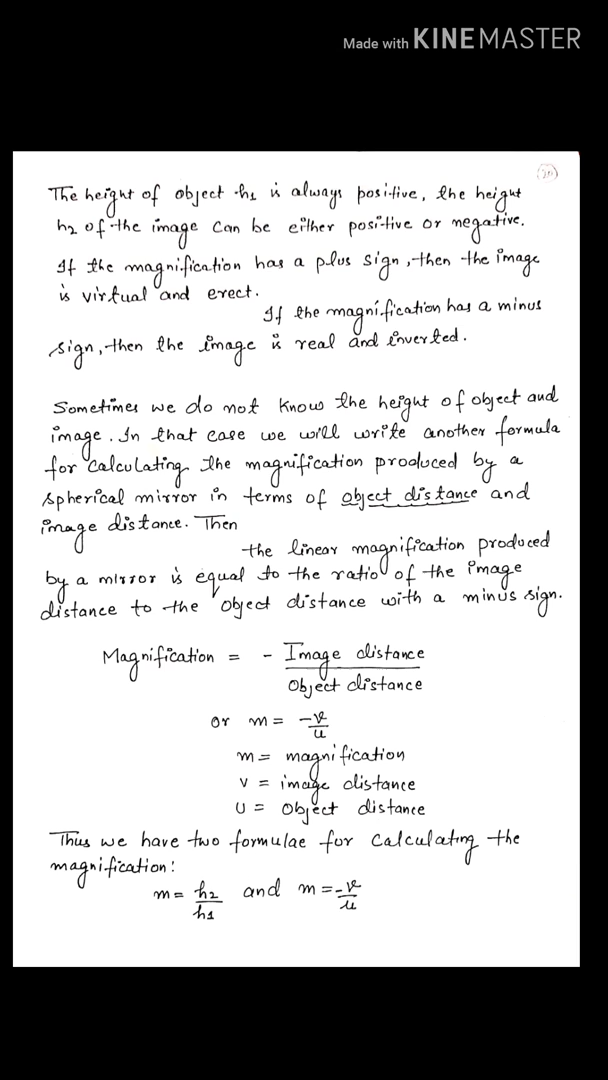 Made with KINEMASTER
The height of object h₁ is always positive, the height
h₂ of the image can be either positive or negative.
If the magnification has a plus sign, then the image
is virtual and erect.
If the magnification has a minus
sign, then the image is real and inverted.
Sometimes we do not know the height of object and
image. In that case we will write another formula
for calculating the magnification produced by a
spherical mirror in terms of object distance and
image distance. Then
the linear magnification produced
by a mirror is equal to the ratio of the image
distance to the object distance with a minus sign.
Magnification = - Image distance
Object distance
or m = -v/u
m = magnification
v = image distance
u = object distance
Thus we have two formulae for calculating the
magnification:
m = h₂/h₁ and m = -v/u